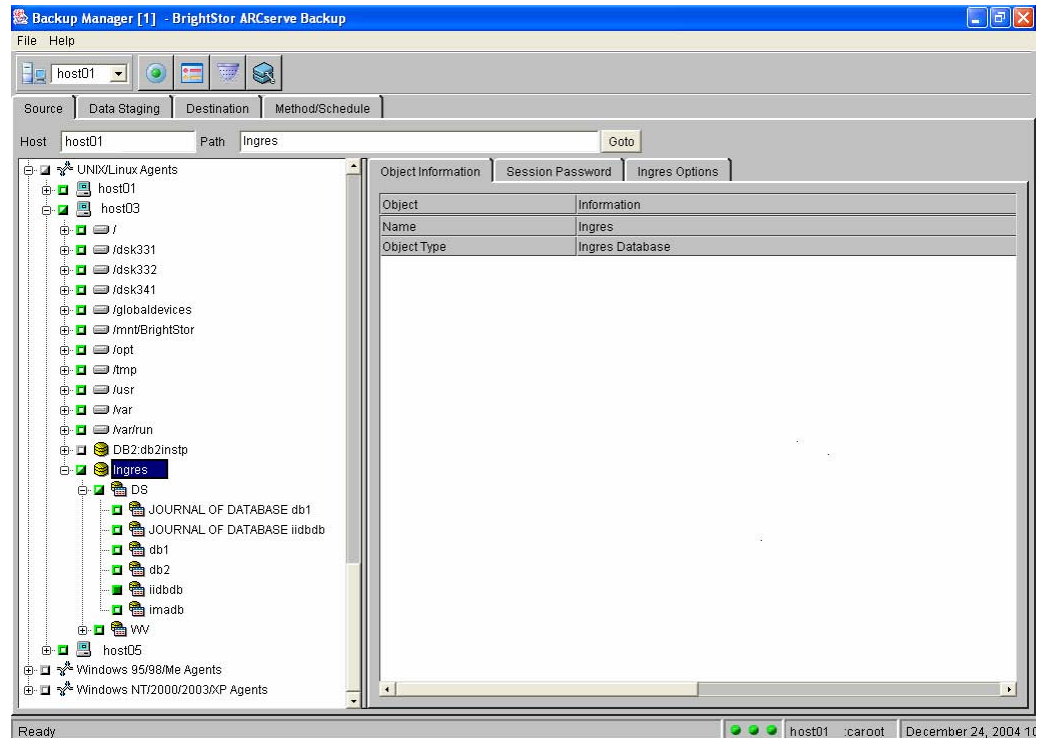 Backup Manager [1] - BrightStor ARCserve Backup
File Help
host01
Source Data Staging Destination Method/Schedule
Host host01 Path Ingres Goto
UNIX/Linux Agents
host01
host03
/
/dsk331
/dsk332
/dsk341
/globaldevices
/mnt/BrightStor
/opt
/tmp
/usr
/var
/var/run
DB2:db2instp
Ingres
DS
JOURNAL OF DATABASE db1
JOURNAL OF DATABASE iidbdb
db1
db2
iidbdb
imadb
WV
host05
Windows 95/98/Me Agents
Windows NT/2000/2003/XP Agents
Object Information Session Password Ingres Options
Object Information
Name Ingres
Object Type Ingres Database
Ready host01 :caroot December 24, 2004 10